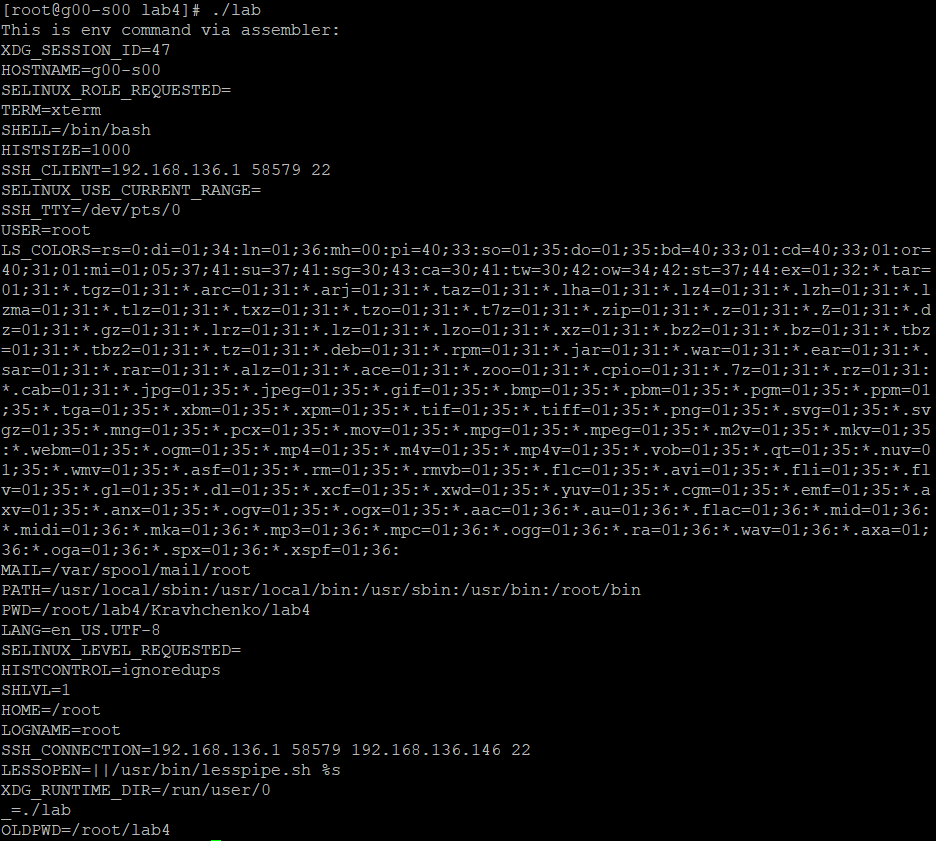 [root@g00-s00 lab4]# ./lab
This is env command via assembler:
XDG_SESSION_ID=47
HOSTNAME=g00-s00
SELINUX_ROLE_REQUESTED=
TERM=xterm
SHELL=/bin/bash
HISTSIZE=1000
SSH_CLIENT=192.168.136.1 58579 22
SELINUX_USE_CURRENT_RANGE=
SSH_TTY=/dev/pts/0
USER=root
LS_COLORS=rs=0:di=01;34:ln=01;36:mh=00:pi=40;33:so=01;35:do=01;35:bd=40;33;01:cd=40;33;01:or=
40;31;01:mi=01;05;37;41:su=37;41:sg=30;43:ca=30;41:tw=30;42:ow=34;42:st=37;44:ex=01;32:*.tar=
01;31:*.tgz=01;31:*.arc=01;31:*.arj=01;31:*.taz=01;31:*.lha=01;31:*.lz4=01;31:*.lzh=01;31:*.l
zma=01;31:*.tlz=01;31:*.txz=01;31:*.tzo=01;31:*.t7z=01;31:*.zip=01;31:*.z=01;31:*.Z=01;31:*.d
z=01;31:*.gz=01;31:*.lrz=01;31:*.lz=01;31:*.lzo=01;31:*.xz=01;31:*.bz2=01;31:*.bz=01;31:*.tbz
=01;31:*.tbz2=01;31:*.tz=01;31:*.deb=01;31:*.rpm=01;31:*.jar=01;31:*.war=01;31:*.ear=01;31:*.
sar=01;31:*.rar=01;31:*.alz=01;31:*.ace=01;31:*.zoo=01;31:*.cpio=01;31:*.7z=01;31:*.rz=01;31:
*.cab=01;31:*.jpg=01;35:*.jpeg=01;35:*.gif=01;35:*.bmp=01;35:*.pbm=01;35:*.pgm=01;35:*.ppm=01
;35:*.tga=01;35:*.xbm=01;35:*.xpm=01;35:*.tif=01;35:*.tiff=01;35:*.png=01;35:*.svg=01;35:*.sv
gz=01;35:*.mng=01;35:*.pcx=01;35:*.mov=01;35:*.mpg=01;35:*.mpeg=01;35:*.m2v=01;35:*.mkv=01;35
:*.webm=01;35:*.ogm=01;35:*.mp4=01;35:*.m4v=01;35:*.mp4v=01;35:*.vob=01;35:*.qt=01;35:*.nuv=0
1;35:*.wmv=01;35:*.asf=01;35:*.rm=01;35:*.rmvb=01;35:*.flc=01;35:*.avi=01;35:*.fli=01;35:*.fl
v=01;35:*.gl=01;35:*.dl=01;35:*.xcf=01;35:*.xwd=01;35:*.yuv=01;35:*.cgm=01;35:*.emf=01;35:*.a
xv=01;35:*.anx=01;35:*.ogv=01;35:*.ogx=01;35:*.aac=01;36:*.au=01;36:*.flac=01;36:*.mid=01;36:
*.midi=01;36:*.mka=01;36:*.mp3=01;36:*.mpc=01;36:*.ogg=01;36:*.ra=01;36:*.wav=01;36:*.axa=01;
36:*.oga=01;36:*.spx=01;36:*.xspf=01;36:
MAIL=/var/spool/mail/root
PATH=/usr/local/sbin:/usr/local/bin:/usr/sbin:/usr/bin:/root/bin
PWD=/root/lab4/Kravhchenko/lab4
LANG=en_US.UTF-8
SELINUX_LEVEL_REQUESTED=
HISTCONTROL=ignoredups
SHLVL=1
HOME=/root
LOGNAME=root
SSH_CONNECTION=192.168.136.1 58579 192.168.136.146 22
LESSOPEN=||/usr/bin/lesspipe.sh %s
XDG_RUNTIME_DIR=/run/user/0
_=./lab
OLDPWD=/root/lab4